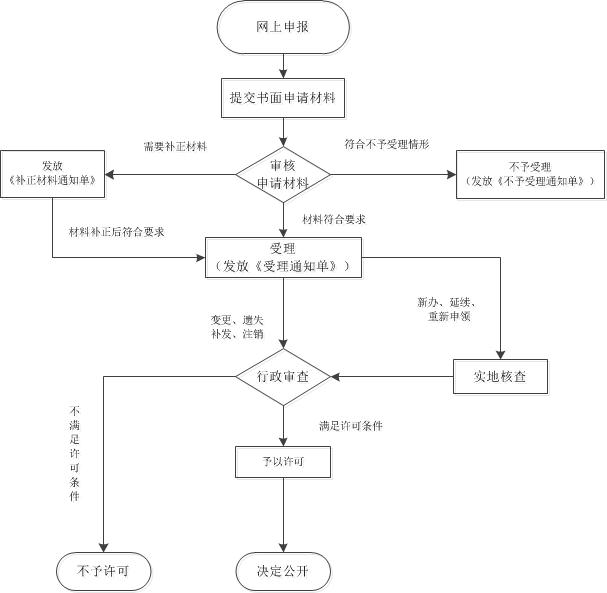 网上申报
提交书面申请材料
需要补正材料
符合不予受理情形
审核
申请材料
发放
《补正材料通知单》
不予受理
（发放《不予受理通知单》）
材料符合要求
材料补正后符合要求
受理
（发放《受理通知单》）
新办、延续、
重新申领
变更、遗失
补发、注销
行政审查
实地核查
不满足许可条件
满足许可条件
予以许可
不予许可
决定公开